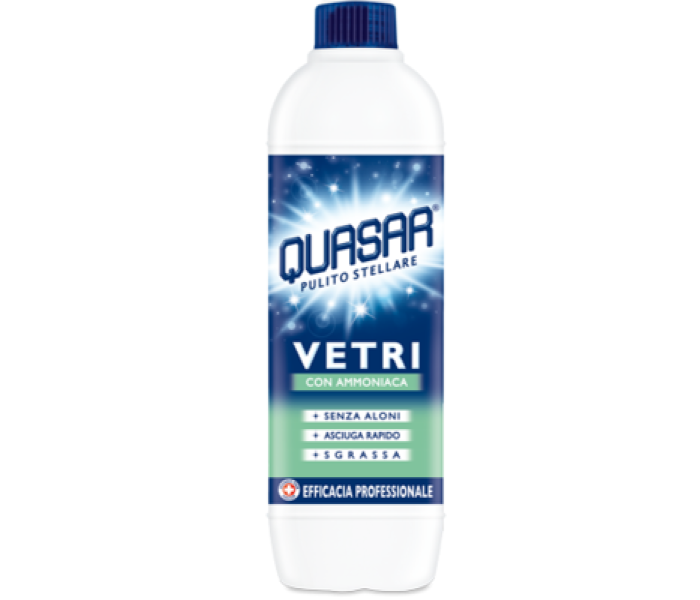 QUASAR®
PULITO STELLARE
VETRI
CON AMMONIACA
+ SENZA ALONI
+ ASCIUGA RAPIDO
+ SGRASSA
EFFICACIA PROFESSIONALE